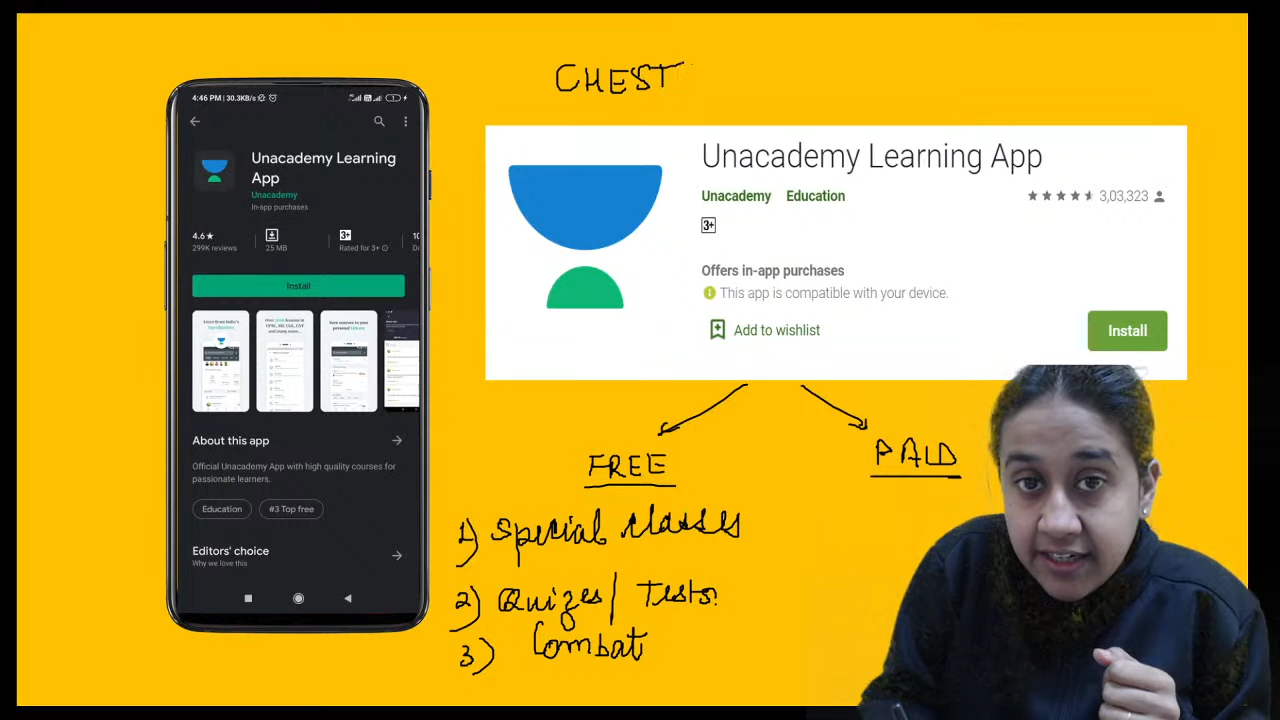 CHEST
4:46 PM | 30.3KB/s
Unacademy Learning
App
Unacademy
In-app purchases
4.6★
299K reviews
25 MB
3+
Rated for 3+
10
Install
About this app
Official Unacademy App with high quality courses for
passionate learners.
Education
#3 Top free
Editors' choice
Why we love this
Unacademy Learning App
Unacademy Education
3,03,323
3+
Offers in-app purchases
This app is compatible with your device.
Add to wishlist
Install
FREE
PAID
1) Special classes
2) Quizes / Tests
3) Combat